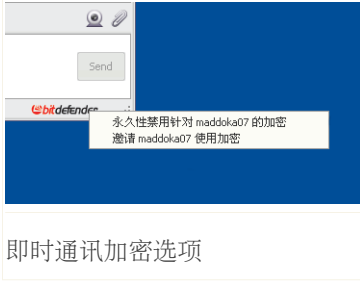 Send
bitdefender
永久性禁用针对 maddoka07 的加密
邀请 maddoka07 使用加密
即时通讯加密选项